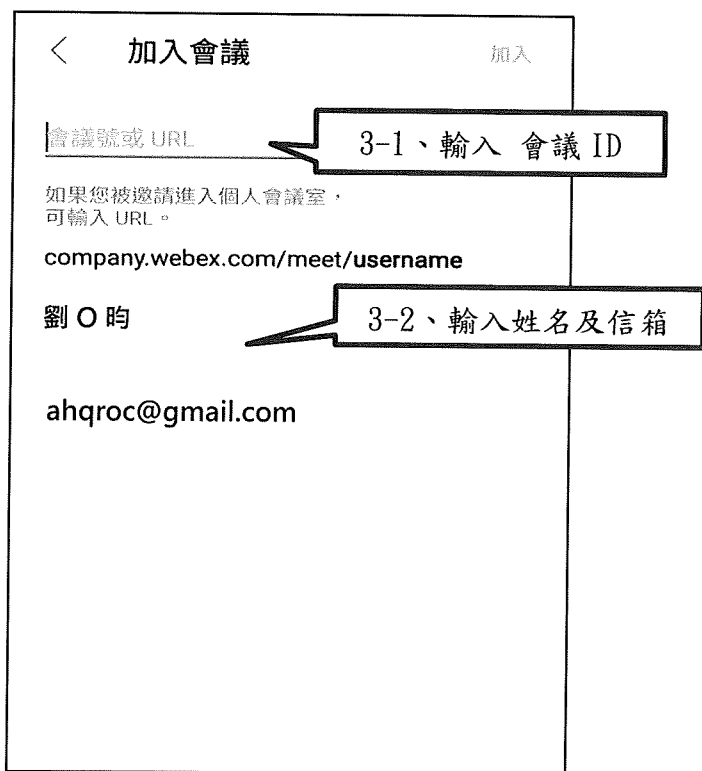 加入會議
加入
會議號或 URL
3-1、輸入 會議 ID
如果您被邀請進入個人會議室，
可輸入 URL。
company.webex.com/meet/username
劉 O 昀
3-2、輸入姓名及信箱
ahqroc@gmail.com